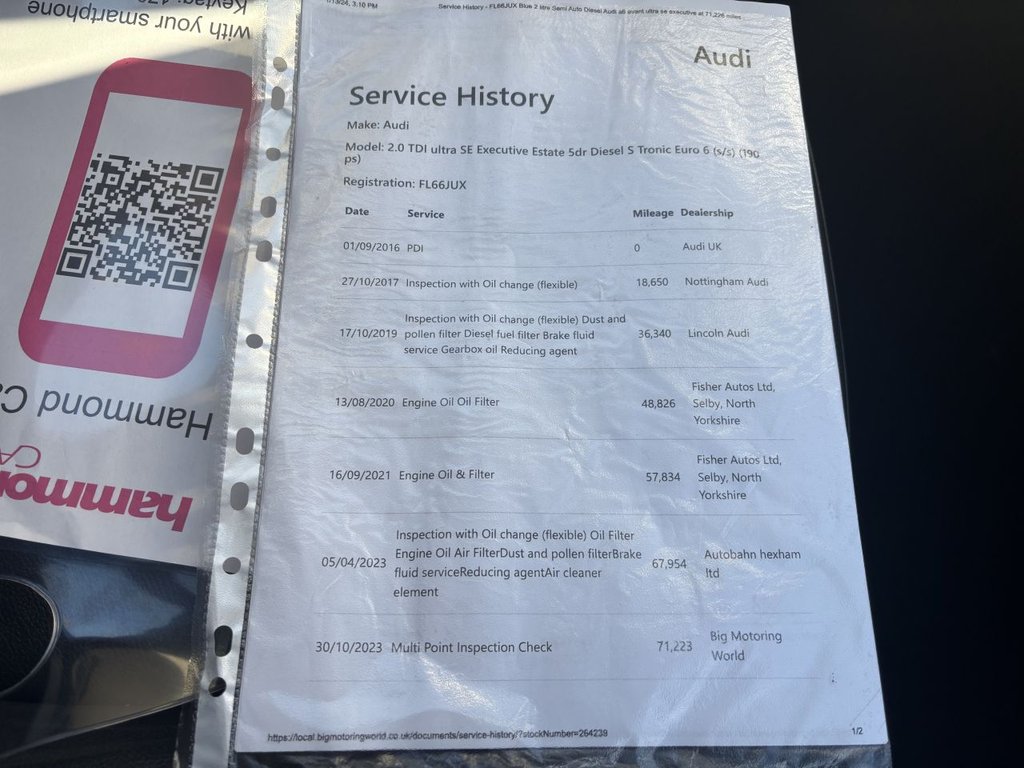 1/13/24, 3:10 PM Service History - FL66JUX Blue 2 litre Semi Auto Diesel Audi a6 avant ultra se executive at 71,226 miles
Audi
Service History
Make: Audi
Model: 2.0 TDI ultra SE Executive Estate 5dr Diesel S Tronic Euro 6 (s/s) (190
ps)
Registration: FL66JUX
Date Service Mileage Dealership
01/09/2016 PDI 0 Audi UK
27/10/2017 Inspection with Oil change (flexible) 18,650 Nottingham Audi
Inspection with Oil change (flexible) Dust and
17/10/2019 pollen filter Diesel fuel filter Brake fluid 36,340 Lincoln Audi
service Gearbox oil Reducing agent
Fisher Autos Ltd,
13/08/2020 Engine Oil Oil Filter 48,826 Selby, North
Yorkshire
Fisher Autos Ltd,
16/09/2021 Engine Oil & Filter 57,834 Selby, North
Yorkshire
Inspection with Oil change (flexible) Oil Filter
Engine Oil Air FilterDust and pollen filterBrake
05/04/2023 fluid serviceReducing agentAir cleaner 67,954 Autobahn hexham
element ltd
30/10/2023 Multi Point Inspection Check 71,223 Big Motoring
World
https://local.bigmotoringworld.co.uk/documents/service-history/?stockNumber=264239 1/2
Hammond
with your smartphone
Keytag: